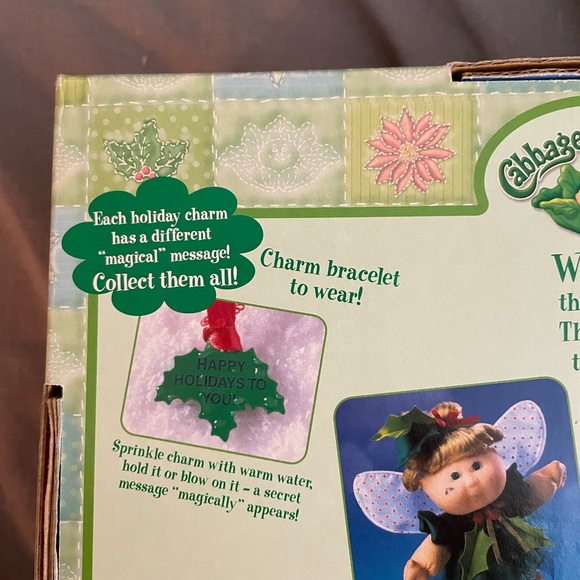 Each holiday charm
has a different
"magical" message!
Collect them all!
Charm bracelet
to wear!
HAPPY
HOLIDAYS TO
YOU!
Sprinkle charm with warm water,
hold it or blow on it – a secret
message "magically" appears!
Cabbage
W
th
Th
t